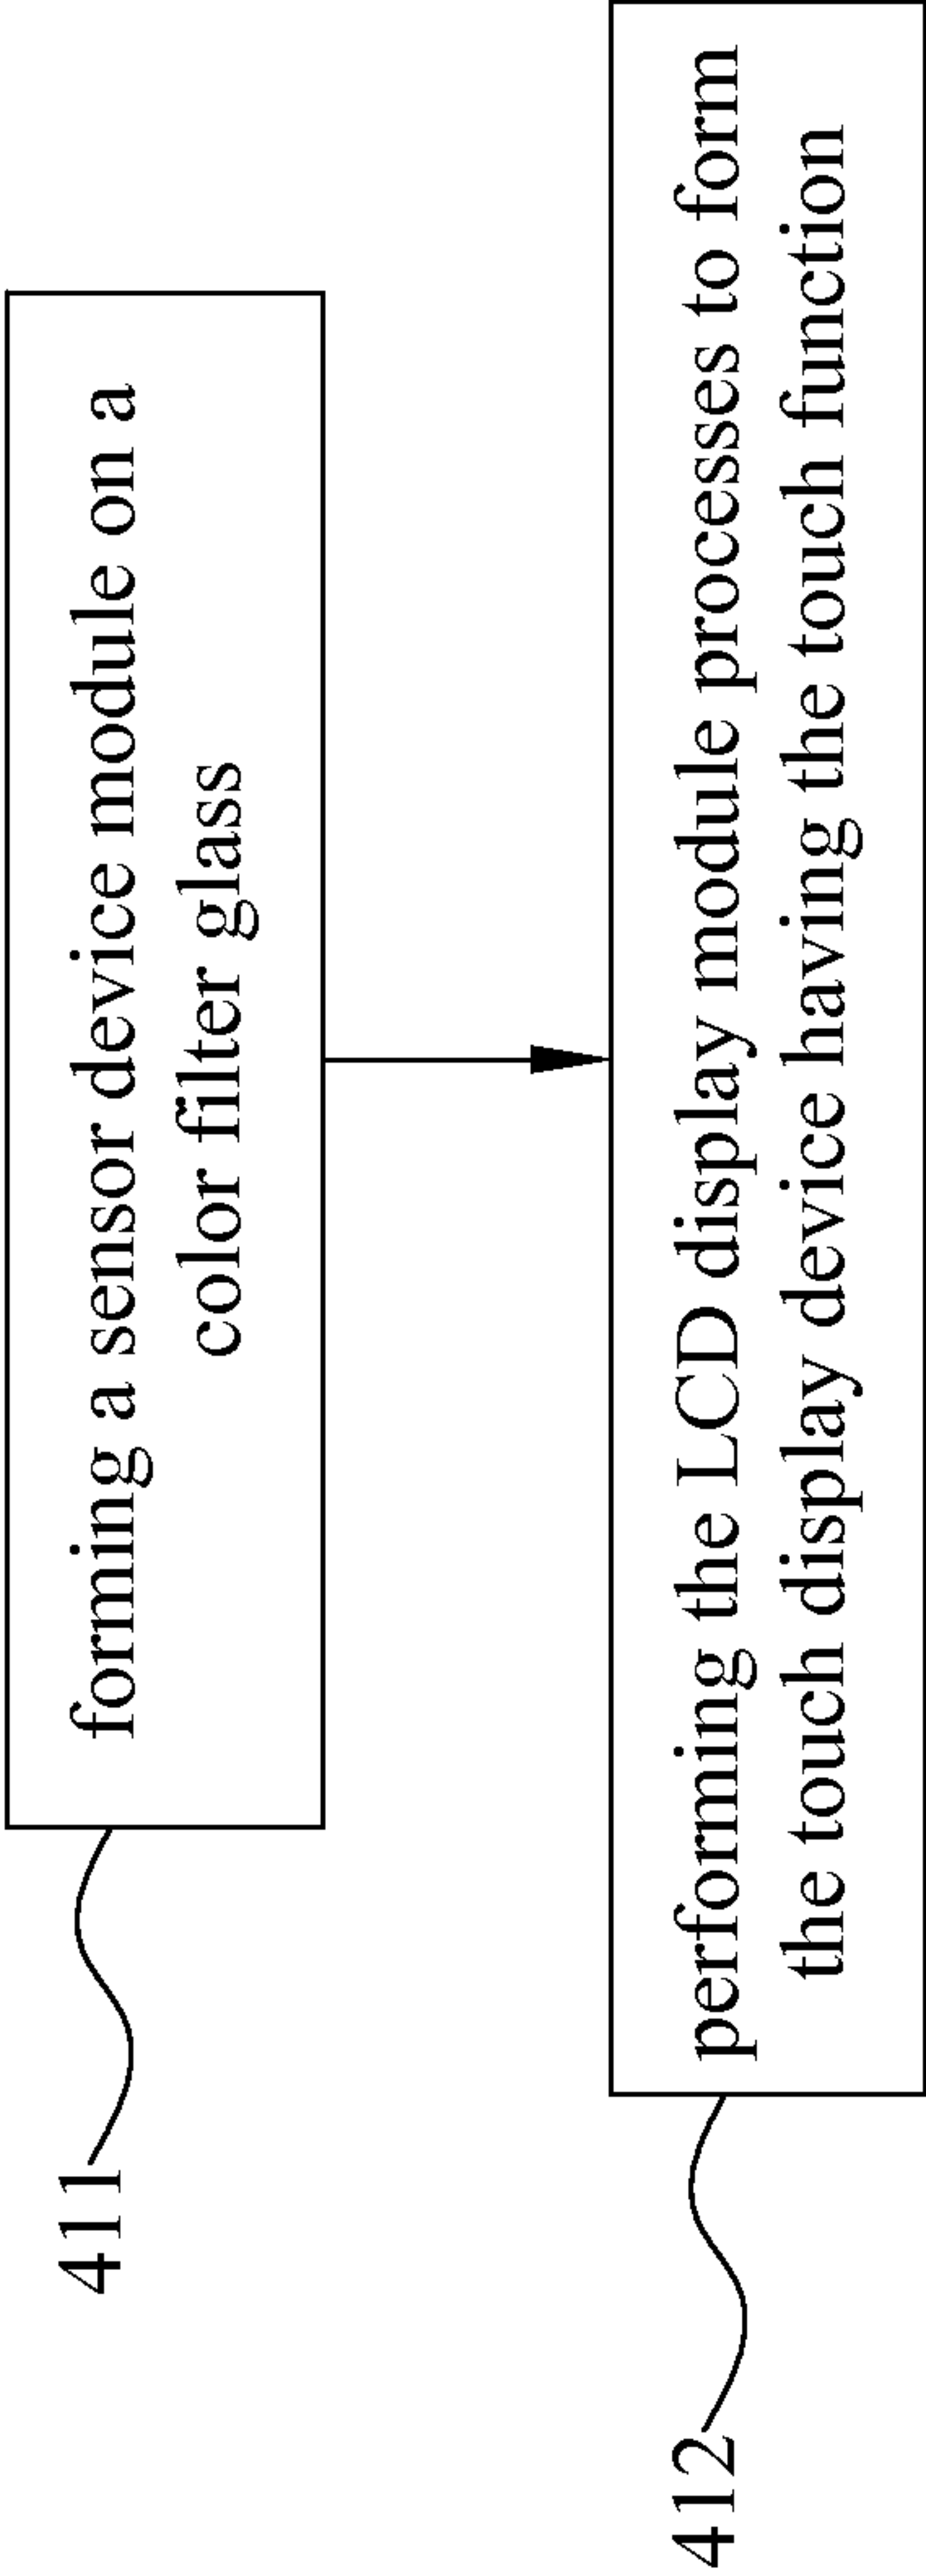 411
forming a sensor device module on a
color filter glass
412
performing the LCD display module processes to form
the touch display device having the touch function